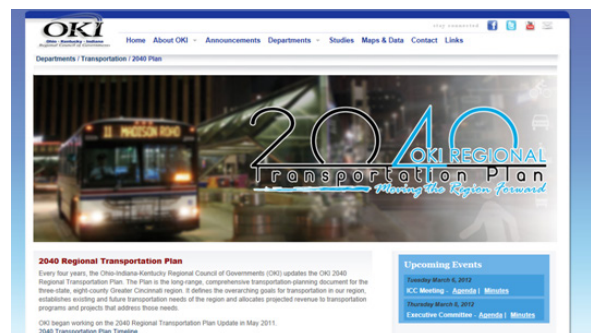 OKI
Ohio · Kentucky · Indiana
Regional Council of Governments
stay connected
Home About OKI Announcements Departments Studies Maps & Data Contact Links
Departments / Transportation / 2040 Plan
11 MADISON ROAD
2040
OKI REGIONAL
Transportation Plan
Moving the Region Forward
2040 Regional Transportation Plan
Every four years, the Ohio-Indiana-Kentucky Regional Council of Governments (OKI) updates the OKI 2040
Regional Transportation Plan. The Plan is the long-range, comprehensive transportation planning document for the
three-state, eight-county Greater Cincinnati region. It defines the overarching goals for transportation in our region,
establishes existing and future transportation needs of the region and allocates projected revenue to transportation
programs and projects that address those needs.
OKI began working on the 2040 Regional Transportation Plan Update in May 2011.
2040 Transportation Plan Timeline
Upcoming Events
Tuesday March 6, 2012
ICC Meeting - Agenda | Minutes
Thursday March 8, 2012
Executive Committee - Agenda | Minutes